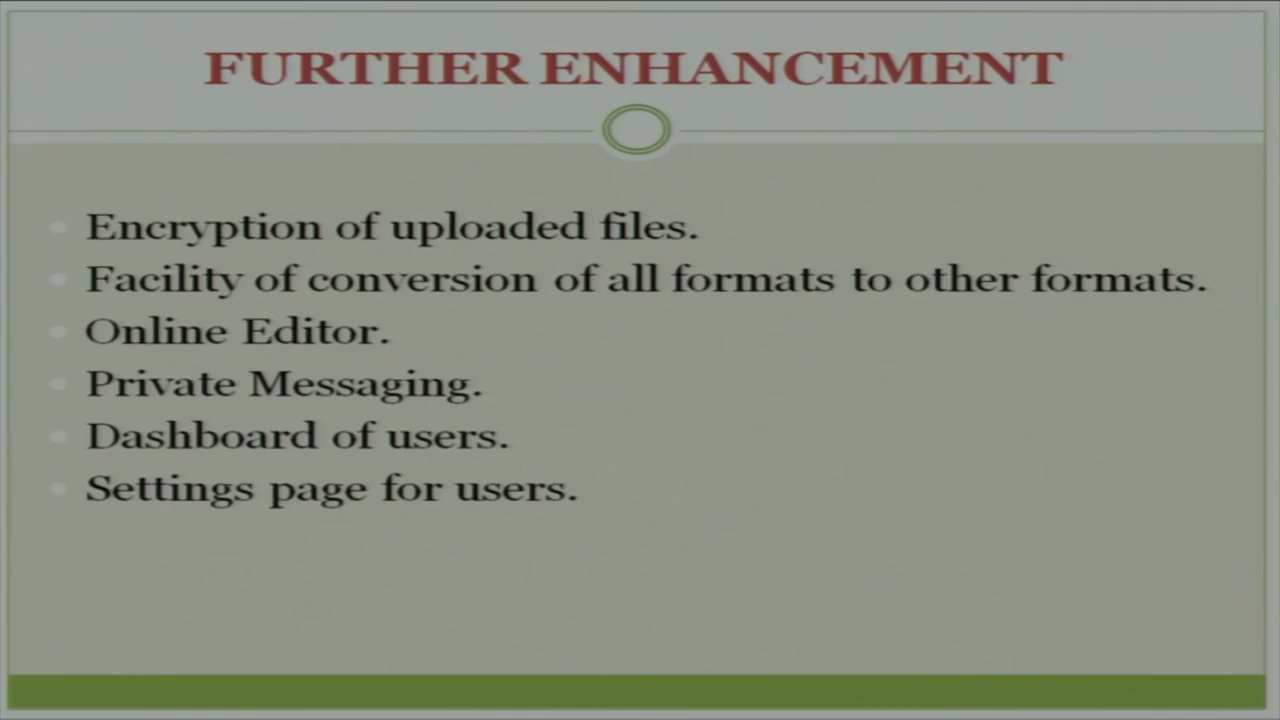 FURTHER ENHANCEMENT
Encryption of uploaded files.
Facility of conversion of all formats to other formats.
Online Editor.
Private Messaging.
Dashboard of users.
Settings page for users.